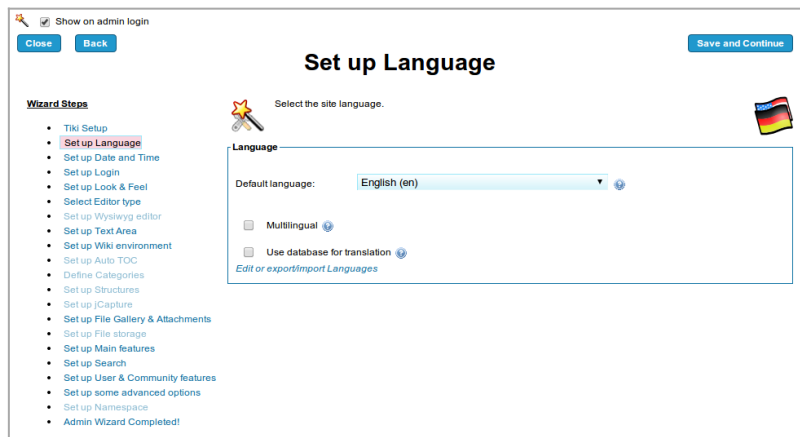 Show on admin login
Close
Back
Save and Continue
Set up Language
Wizard Steps
Tiki Setup
Set up Language
Set up Date and Time
Set up Login
Set up Look & Feel
Select Editor type
Set up Wysiwyg editor
Set up Text Area
Set up Wiki environment
Set up Auto TOC
Define Categories
Set up Structures
Set up jCapture
Set up File Gallery & Attachments
Set up File storage
Set up Main features
Set up Search
Set up User & Community features
Set up some advanced options
Set up Namespace
Admin Wizard Completed!
Select the site language.
Language
Default language: English (en)
Multilingual
Use database for translation
Edit or export/import Languages